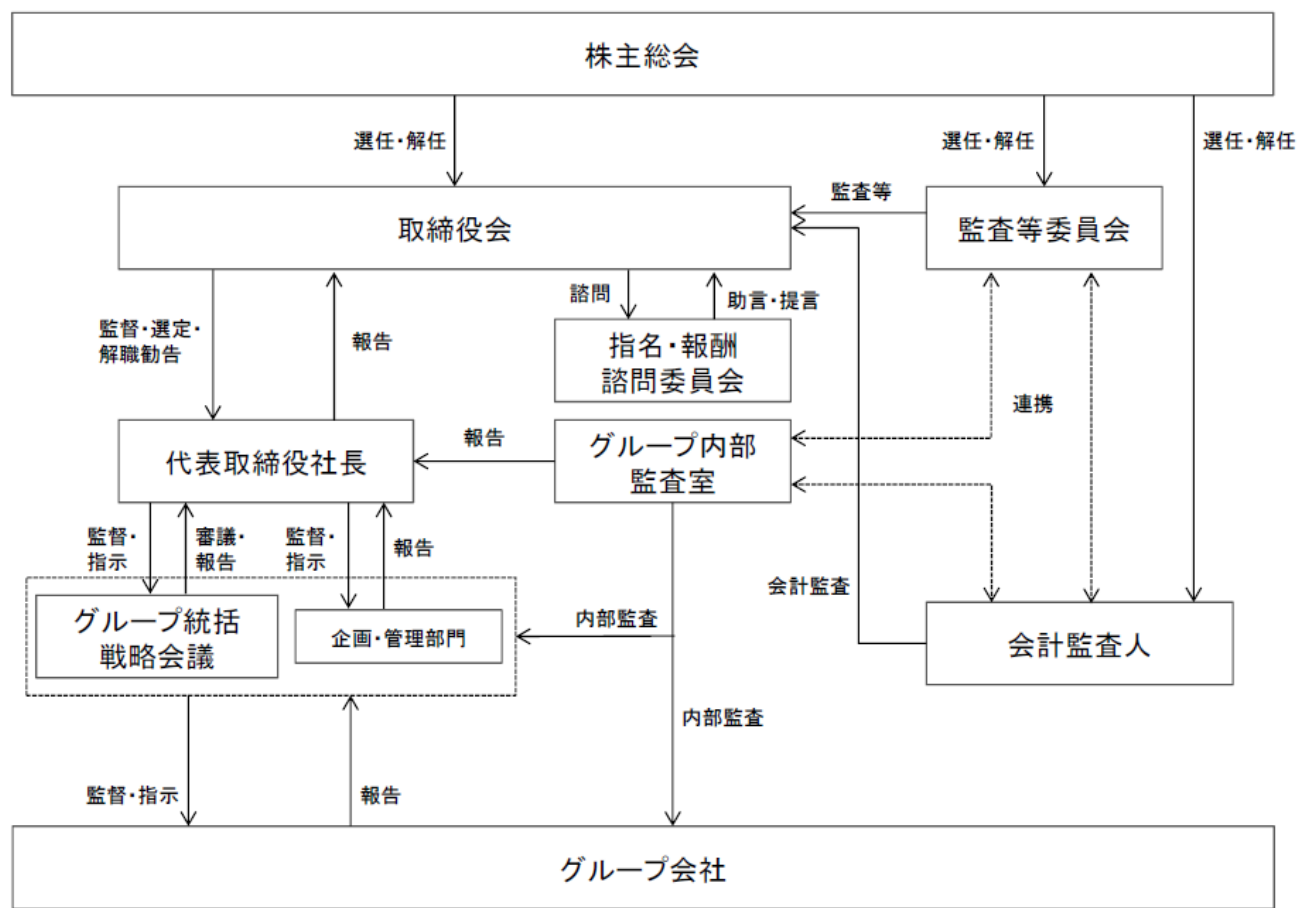 株主総会
選任・解任
選任・解任
選任・解任
取締役会
監査等
監査等委員会
諮問
助言・提言
監督・選定・
解職勧告
報告
指名・報酬
諮問委員会
連携
代表取締役社長
報告
グループ内部
監査室
監督・
指示
審議・
報告
監督・
指示
報告
会計監査
グループ統括
戦略会議
企画・管理部門
内部監査
会計監査人
内部監査
監督・指示
報告
グループ会社